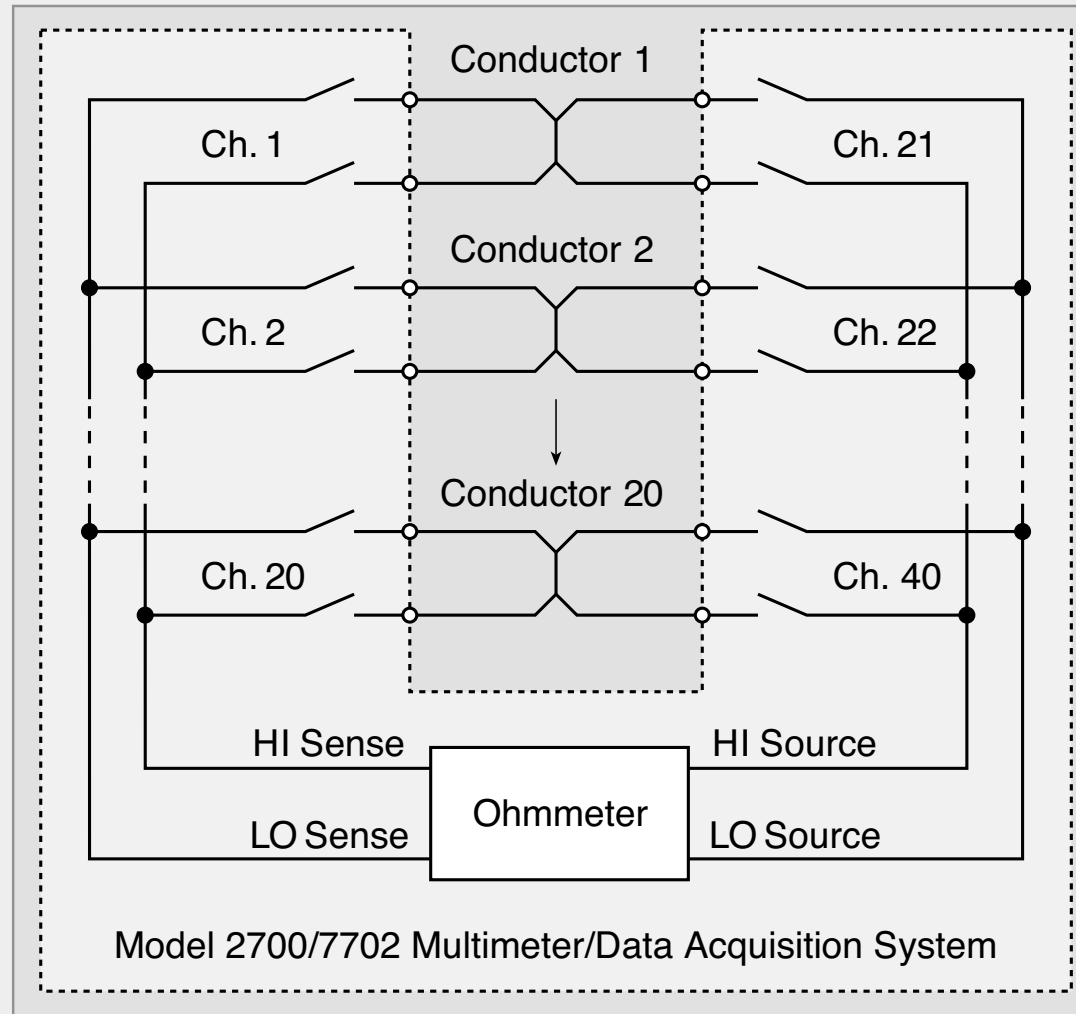 Conductor 1
Ch. 1
Ch. 21
Conductor 2
Ch. 2
Ch. 22
Conductor 20
Ch. 20
Ch. 40
HI Sense
HI Source
Ohmmeter
LO Sense
LO Source
Model 2700/7702 Multimeter/Data Acquisition System